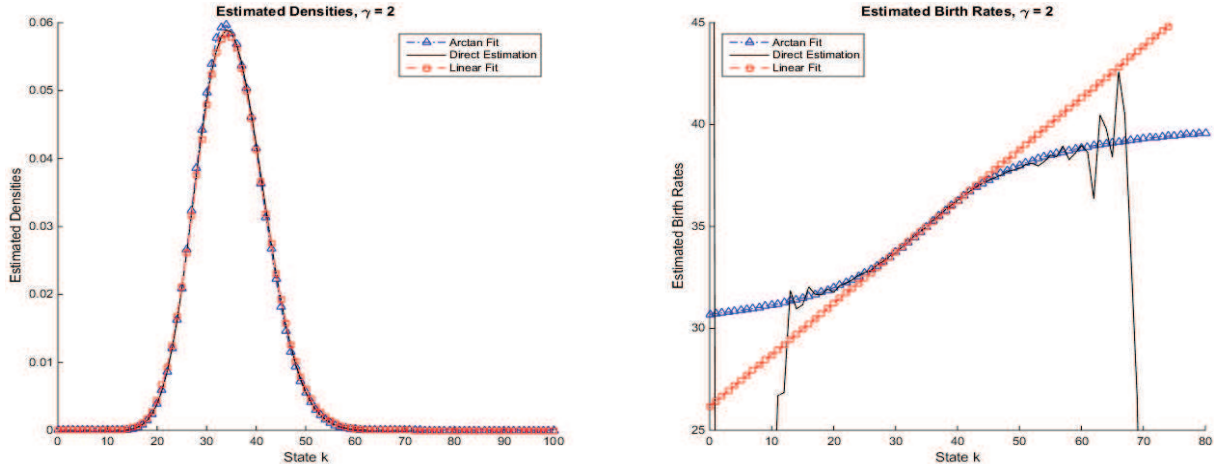 Estimated Densities, γ = 2
Arctan Fit
Direct Estimation
Linear Fit
Estimated Densities
0.06
0.05
0.04
0.03
0.02
0.01
0
0 10 20 30 40 50 60 70 80 90 100
State k
Estimated Birth Rates, γ = 2
Arctan Fit
Direct Estimation
Linear Fit
Estimated Birth Rates
45
40
35
30
25
0 10 20 30 40 50 60 70 80
State k